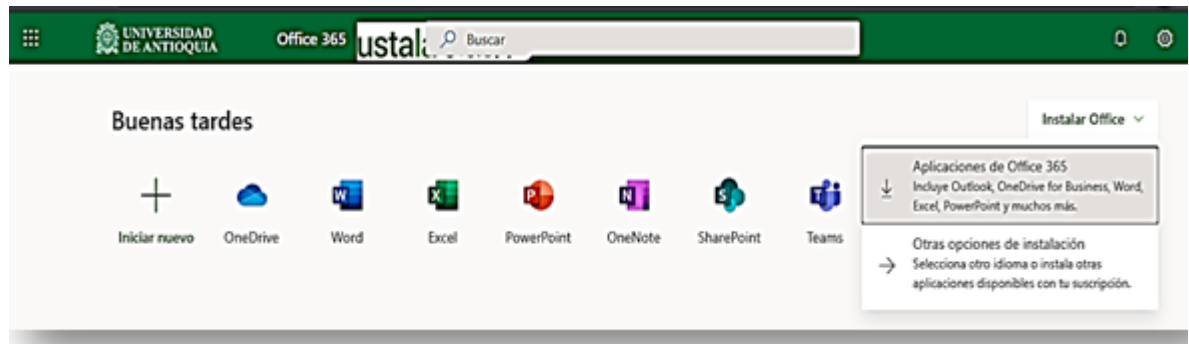 UNIVERSIDAD
DE ANTIOQUIA
Office 365
Buscar
Buenas tardes
Instalar Office
Aplicaciones de Office 365
Incluye Outlook, OneDrive for Business, Word,
Excel, PowerPoint y muchos más.
Iniciar nuevo
OneDrive
Word
Excel
PowerPoint
OneNote
SharePoint
Teams
Otras opciones de instalación
Selecciona otro idioma o instala otras
aplicaciones disponibles con tu suscripción.